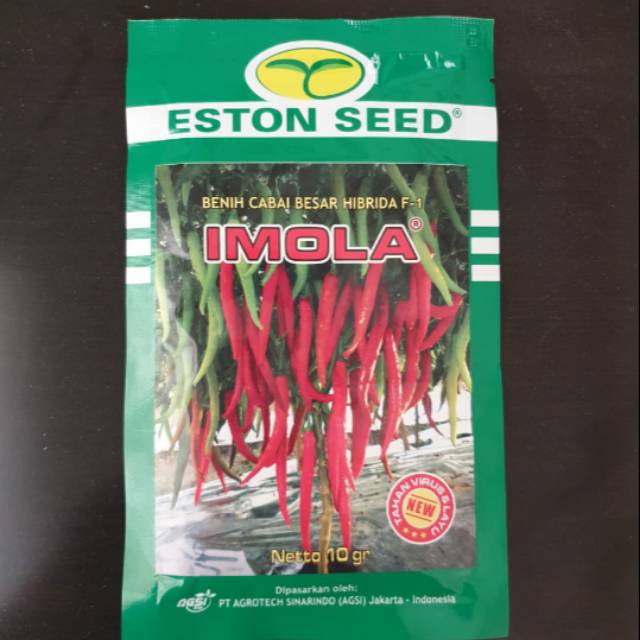 ESTON SEED®
BENIH CABAI BESAR HIBRIDA F-1
IMOLA®
TAHAN VIRUS & LAYU
NEW
Netto 10 gr
Dipasarkan oleh:
AGSI PT AGROTECH SINARINDO (AGSI) Jakarta - Indonesia